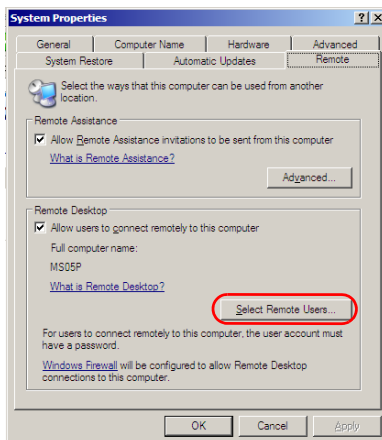 System Properties
General Computer Name Hardware Advanced
System Restore Automatic Updates Remote
Select the ways that this computer can be used from another
location.
Remote Assistance
Allow Remote Assistance invitations to be sent from this computer
What is Remote Assistance?
Advanced...
Remote Desktop
Allow users to connect remotely to this computer
Full computer name:
MS05P
What is Remote Desktop?
Select Remote Users...
For users to connect remotely to this computer, the user account must
have a password.
Windows Firewall will be configured to allow Remote Desktop
connections to this computer.
OK Cancel Apply